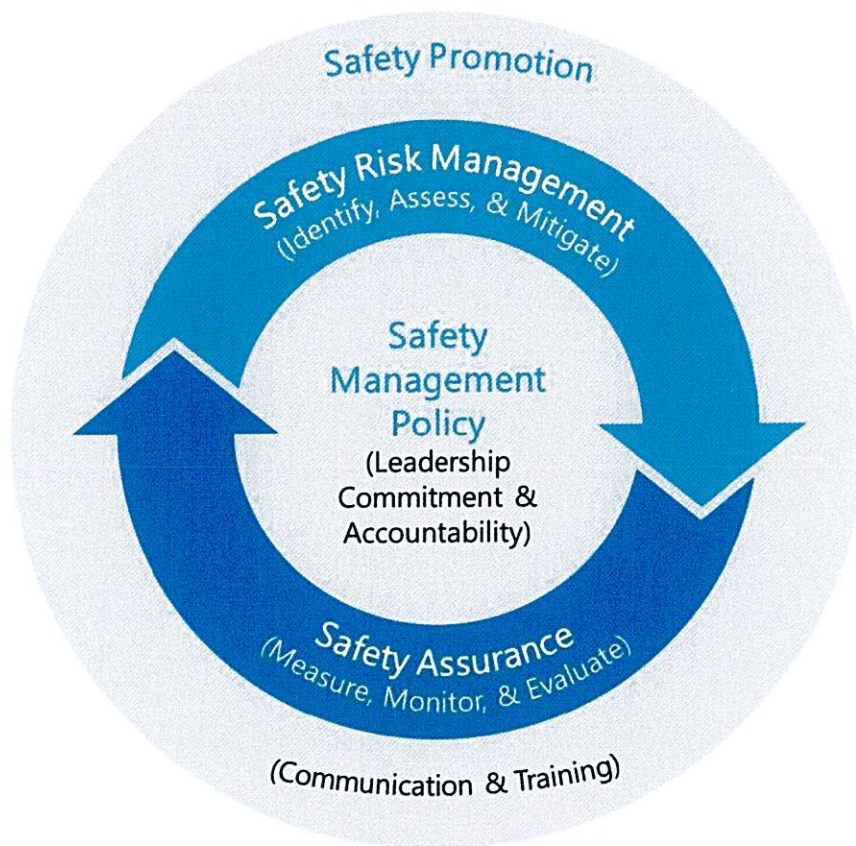 Safety Promotion
Safety Risk Management
(Identify, Assess, & Mitigate)
Safety
Management
Policy
(Leadership
Commitment &
Accountability)
Safety Assurance
(Measure, Monitor, & Evaluate)
(Communication & Training)